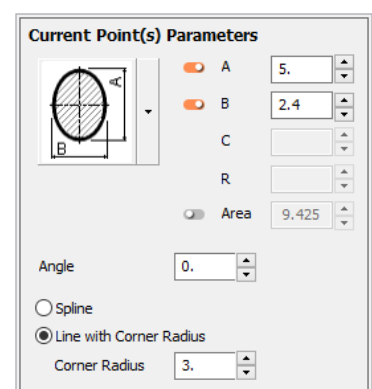 Current Point(s) Parameters
A
B
A 5.
B 2.4
C
R
Area 9.425
Angle 0.
Spline
Line with Corner Radius
Corner Radius 3.